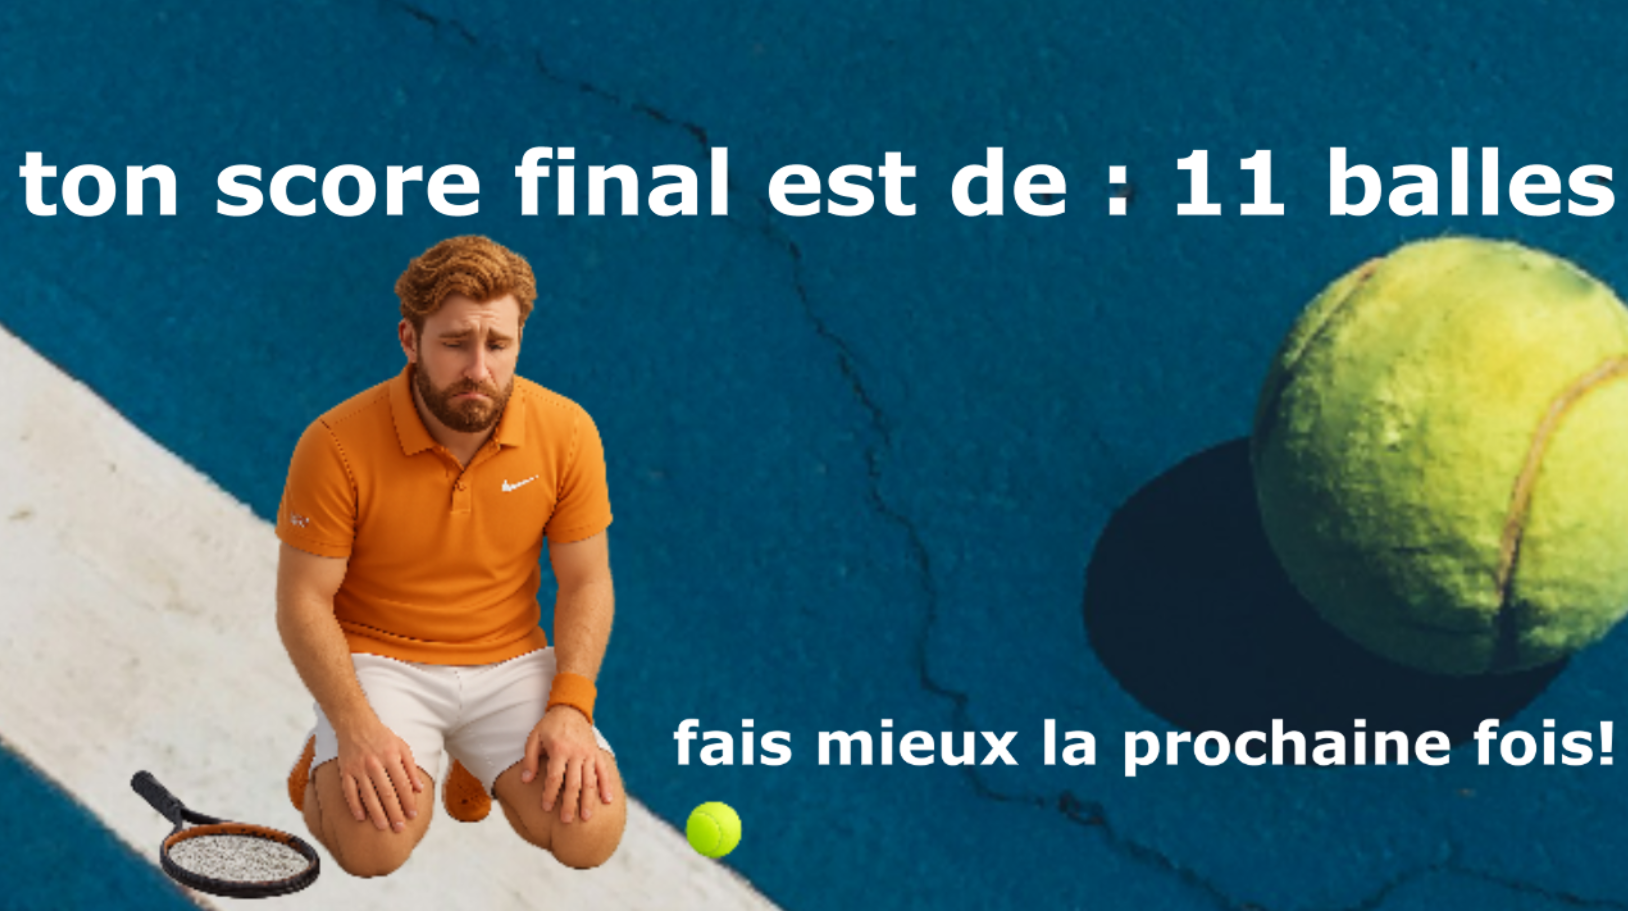 ton score final est de : 11 balles
fais mieux la prochaine fois!